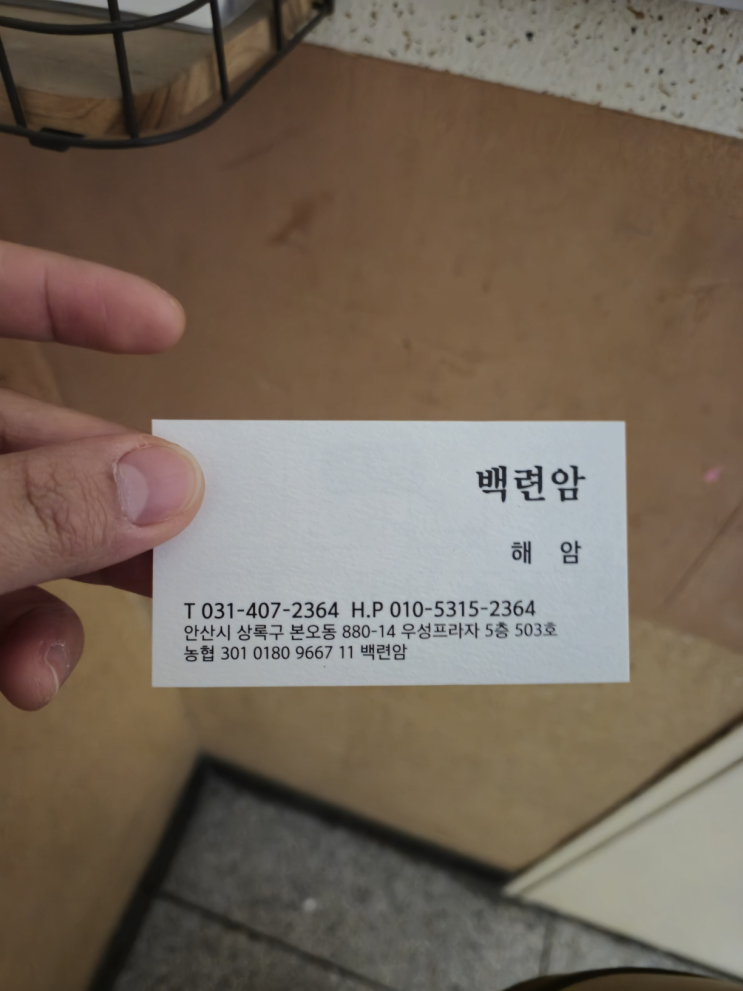 백련암
해 암
T 031-407-2364 H.P 010-5315-2364
안산시 상록구 본오동 880-14 우성프라자 5층 503호
농협 301 0180 9667 11 백련암